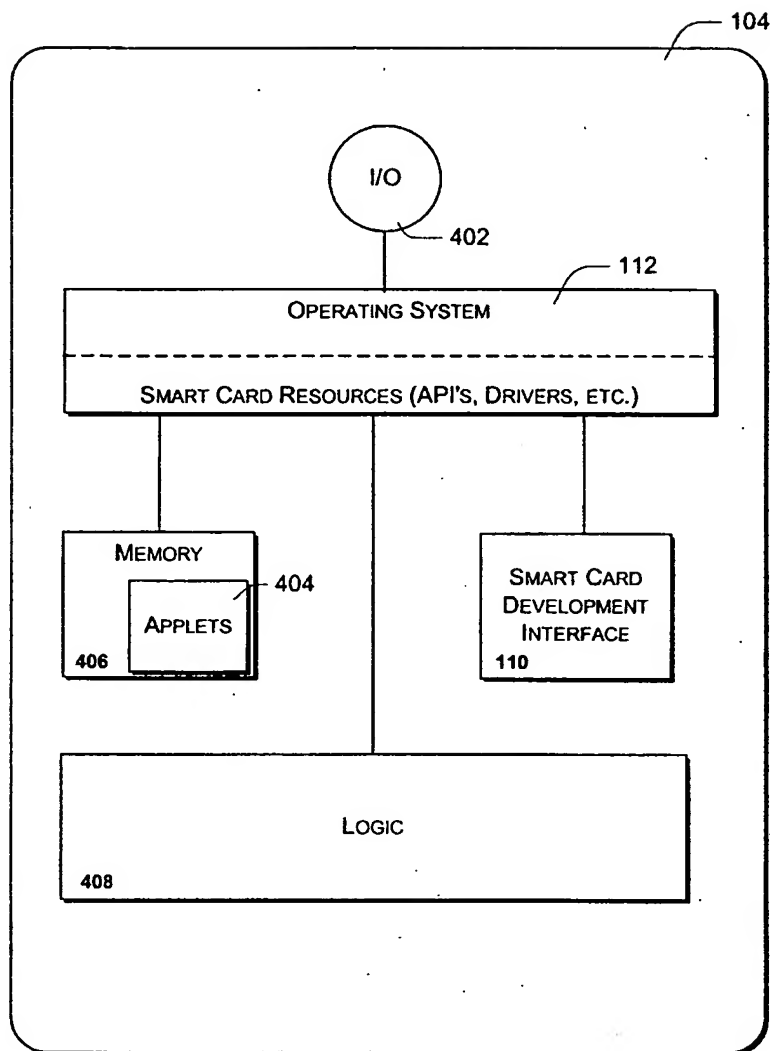 104
I/O
402
112
OPERATING SYSTEM
SMART CARD RESOURCES (API'S, DRIVERS, ETC.)
MEMORY
404
APPLETS
406
SMART CARD
DEVELOPMENT
INTERFACE
110
LOGIC
408